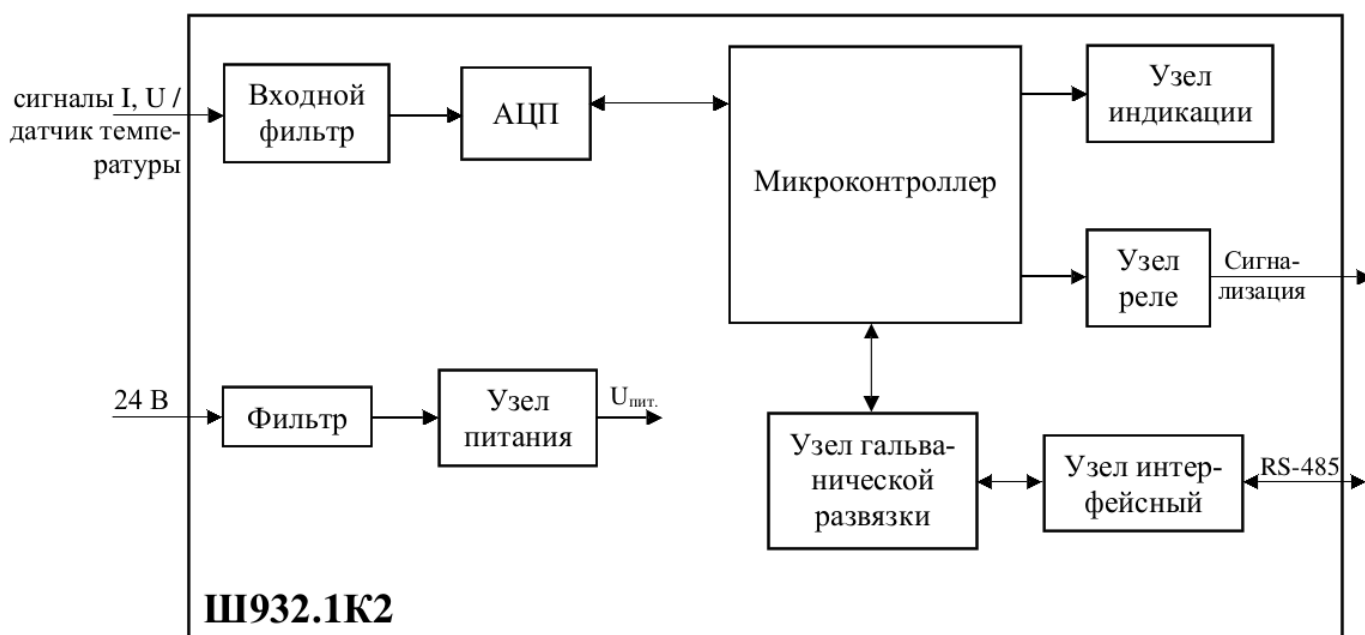 сигналы I, U /
датчик темпе-
ратуры
Входной
фильтр
АЦП
Микроконтроллер
Узел
индикации
Узел
реле
Сигна-
лизация
24 В
Фильтр
Узел
питания
Uпит.
Узел гальва-
нической
развязки
Узел интер-
фейсный
RS-485
Ш932.1К2